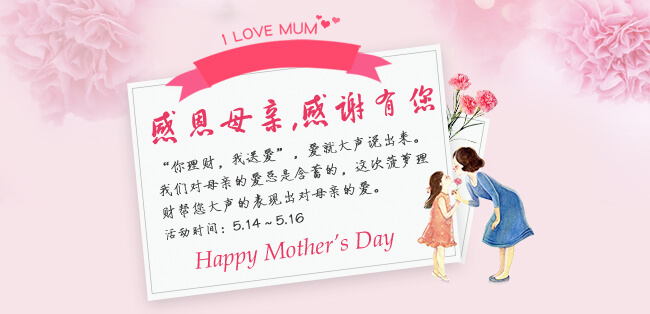 I LOVE MUM
感恩母亲,感谢有您
“你理财，我送爱”，爱就大声说出来。
我们对母亲的爱总是含蓄的，这次菠萝理
财帮您大声的表现出对母亲的爱。
活动时间：5.14～5.16
Happy Mother's Day